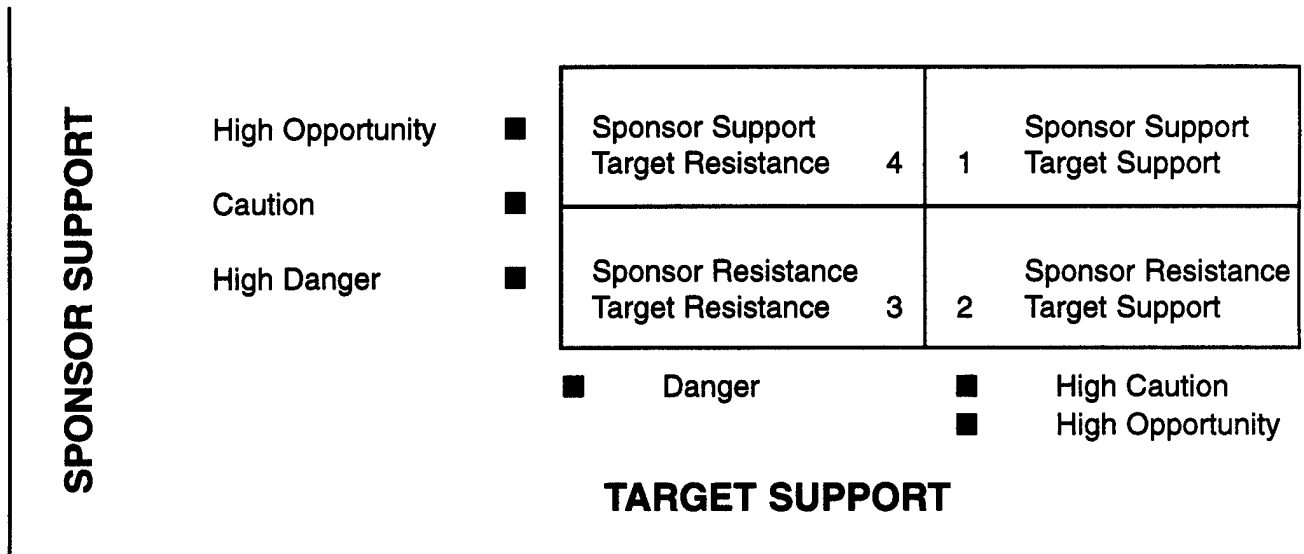 SPONSOR SUPPORT
High Opportunity
Caution
High Danger
Sponsor Support
Target Resistance 4
1 Sponsor Support
Target Support
Sponsor Resistance
Target Resistance 3
2 Sponsor Resistance
Target Support
Danger
High Caution
High Opportunity
TARGET SUPPORT